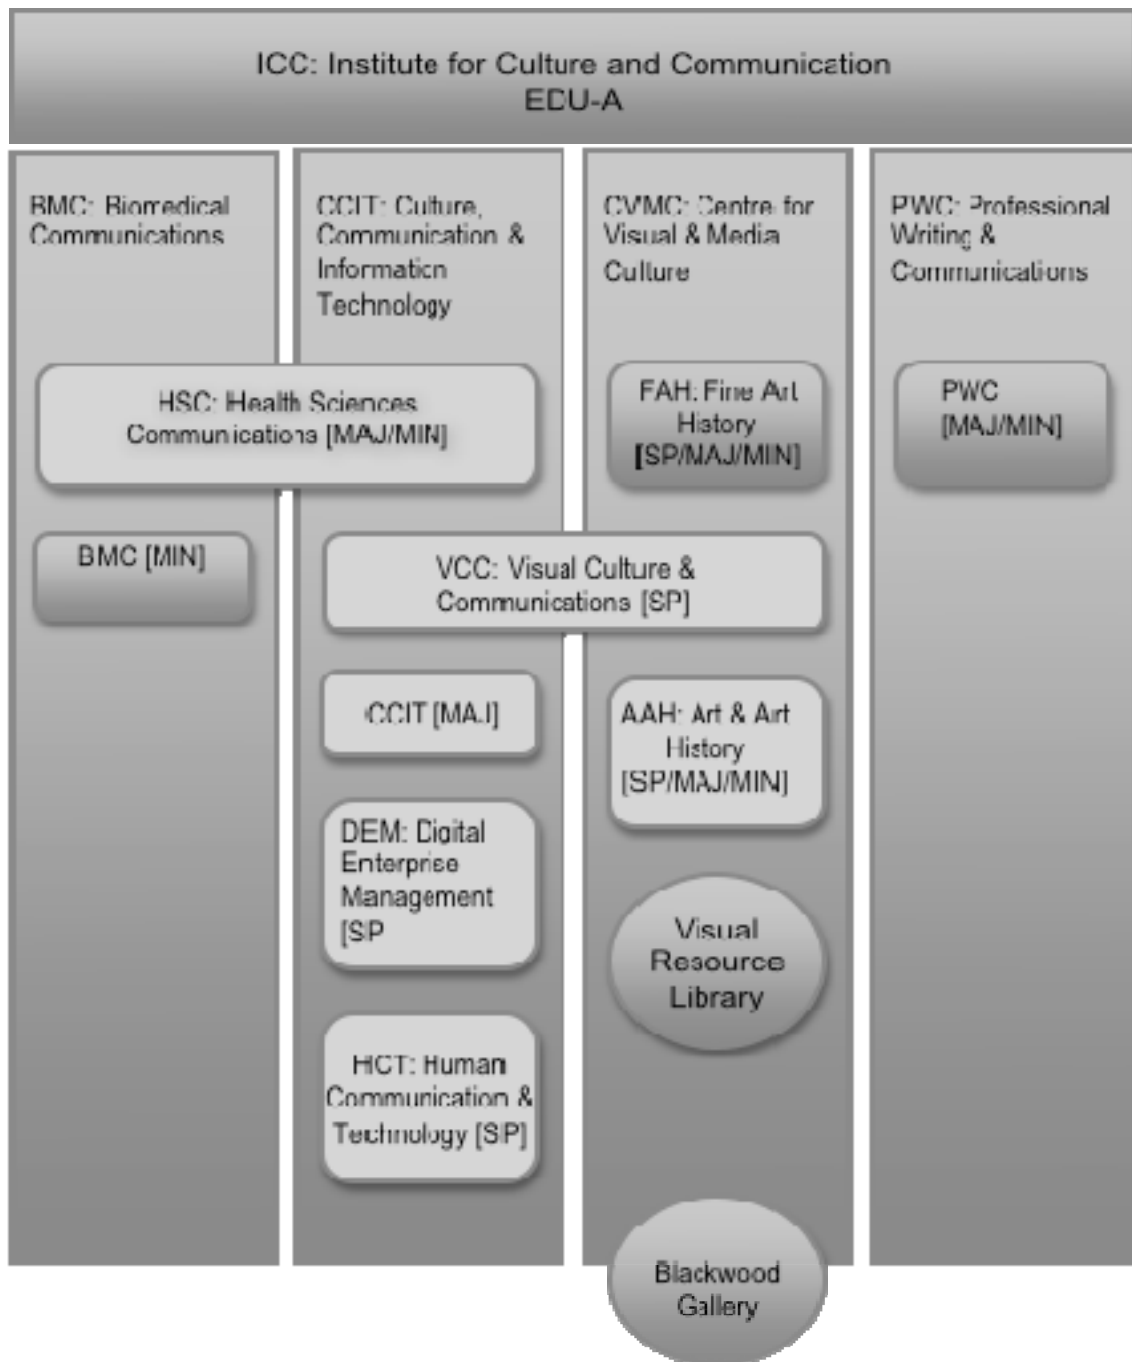 ICC: Institute for Culture and Communication
EDU-A
BMC: Biomedical
Communications
CCIT: Culture,
Communication &
Information
Technology
CVMC: Centre for
Visual & Media
Culture
PWC: Professional
Writing &
Communications
HSC: Health Sciences
Communications [MAJ/MIN]
FAH: Fine Art
History
[SP/MAJ/MIN]
PWC
[MAJ/MIN]
BMC [MIN]
VCC: Visual Culture &
Communications [SP]
CCIT [MAJ]
AAH: Art & Art
History
[SP/MAJ/MIN]
DEM: Digital
Enterprise
Management
[SP
Visual
Resource
Library
HCT: Human
Communication &
Technology [SP]
Blackwood
Gallery